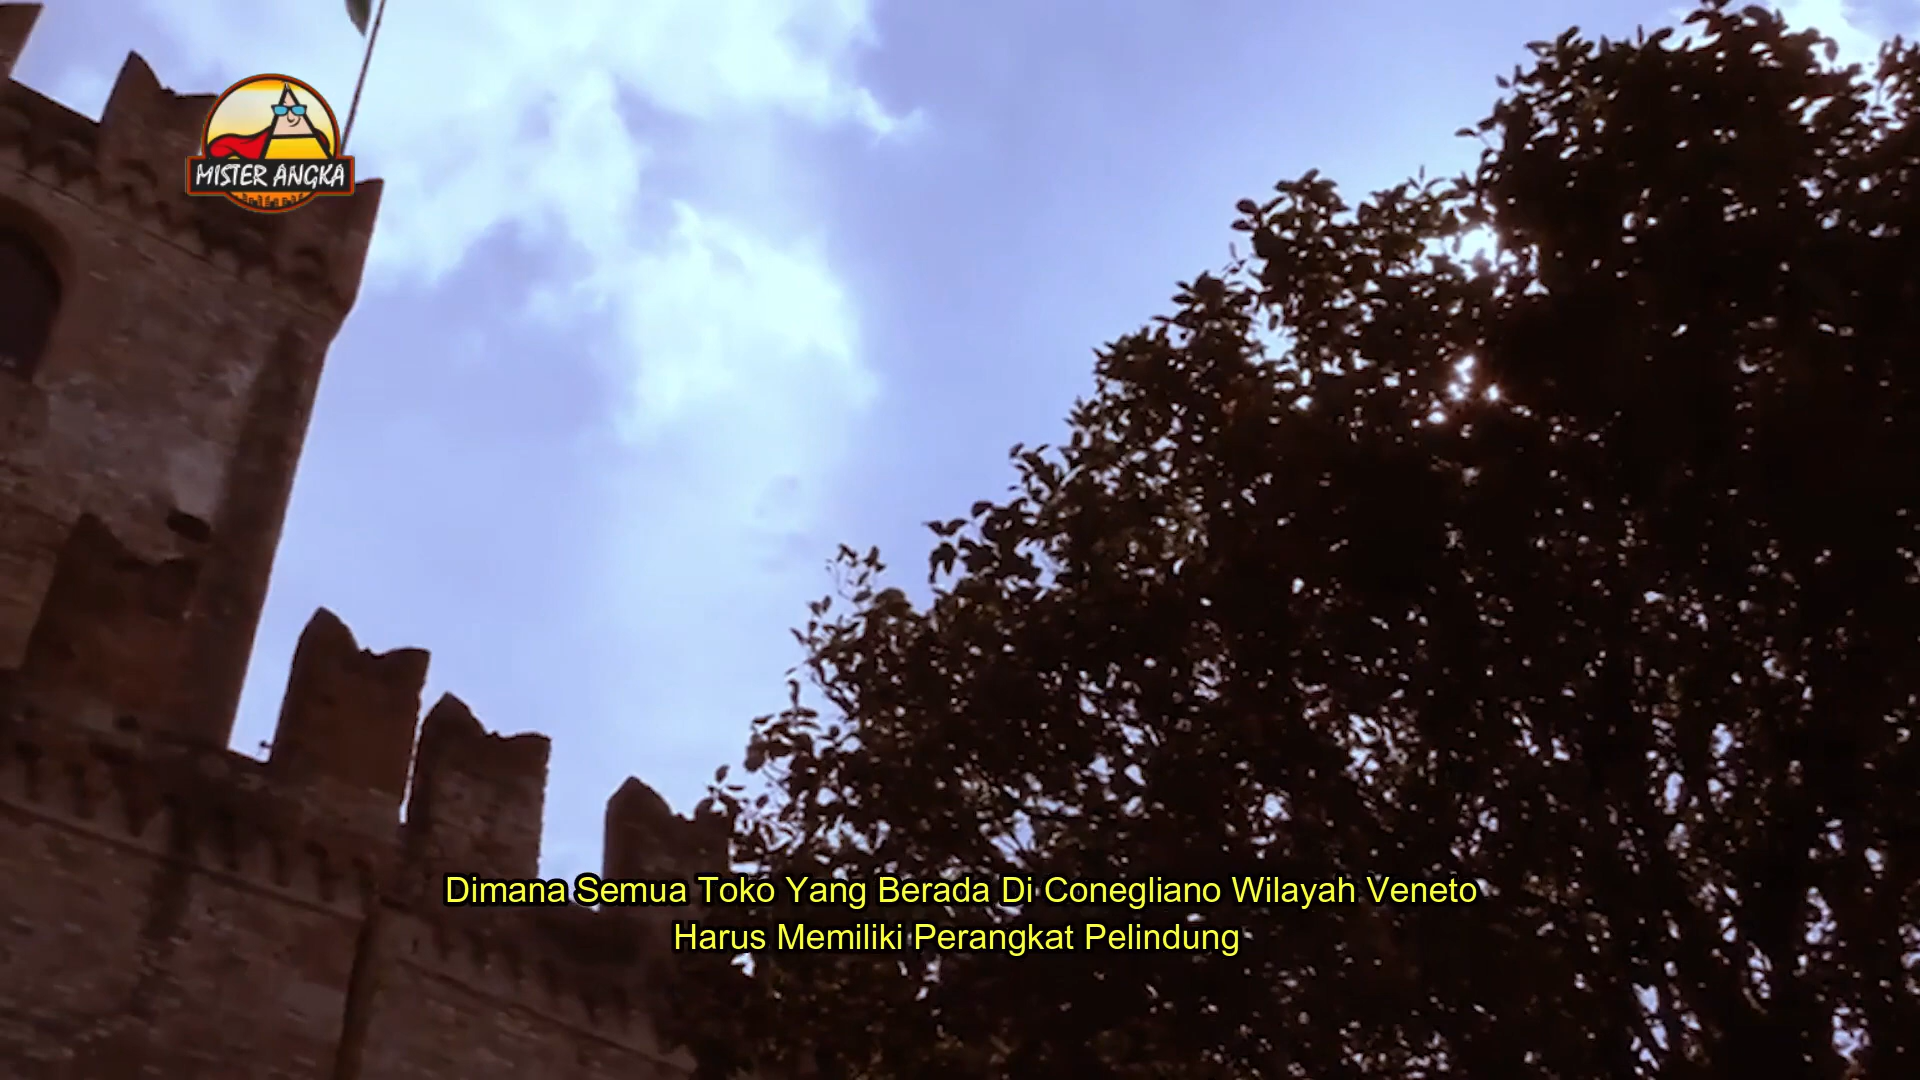 MISTER ANGKA
Dimana Semua Toko Yang Berada Di Conegliano Wilayah Veneto
Harus Memiliki Perangkat Pelindung